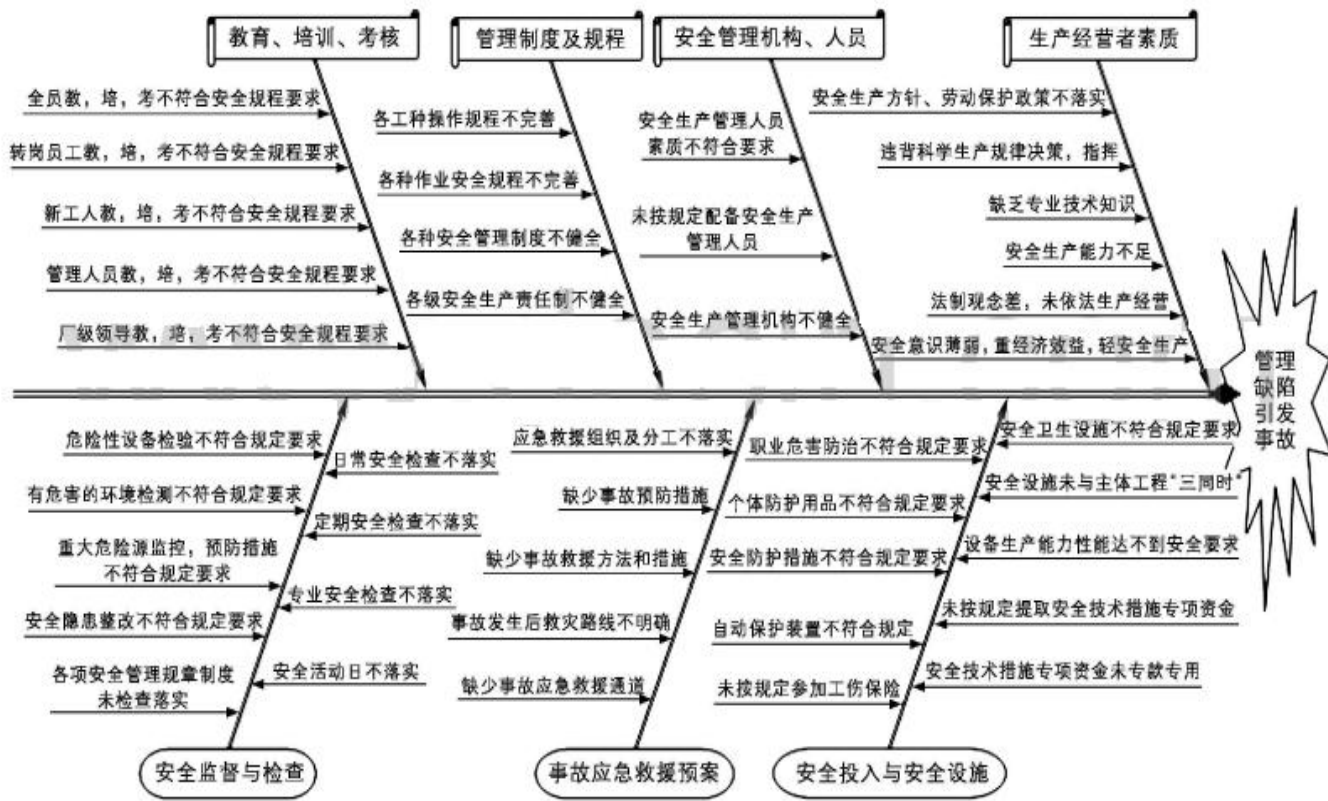 教育、培训、考核
全员教，培，考不符合安全规程要求
转岗员工教，培，考不符合安全规程要求
新工人教，培，考不符合安全规程要求
管理人员教，培，考不符合安全规程要求
厂级领导教，培，考不符合安全规程要求
管理制度及规程
各工种操作规程不完善
各种作业安全规程不完善
各种安全管理制度不健全
各级安全生产责任制不健全
安全管理机构、人员
安全生产管理人员
素质不符合要求
未按规定配备安全生产
管理人员
安全生产管理机构不健全
生产经营者素质
安全生产方针、劳动保护政策不落实
违背科学生产规律决策，指挥
缺乏专业技术知识
安全生产能力不足
法制观念差，未依法生产经营
安全意识薄弱，重经济效益，轻安全生产
管理
缺陷
引发
事故
危险性设备检验不符合规定要求
有危害的环境检测不符合规定要求
重大危险源监控，预防措施
不符合规定要求
安全隐患整改不符合规定要求
各项安全管理规章制度
未检查落实
日常安全检查不落实
定期安全检查不落实
专业安全检查不落实
安全活动日不落实
安全监督与检查
应急救援组织及分工不落实
缺少事故预防措施
缺少事故救援方法和措施
事故发生后救灾路线不明确
缺少事故应急救援通道
事故应急救援预案
职业危害防治不符合规定要求
个体防护用品不符合规定要求
安全防护措施不符合规定要求
自动保护装置不符合规定
未按规定参加工伤保险
安全卫生设施不符合规定要求
安全设施未与主体工程"三同时"
设备生产能力性能达不到安全要求
未按规定提取安全技术措施专项资金
安全技术措施专项资金未专款专用
安全投入与安全设施